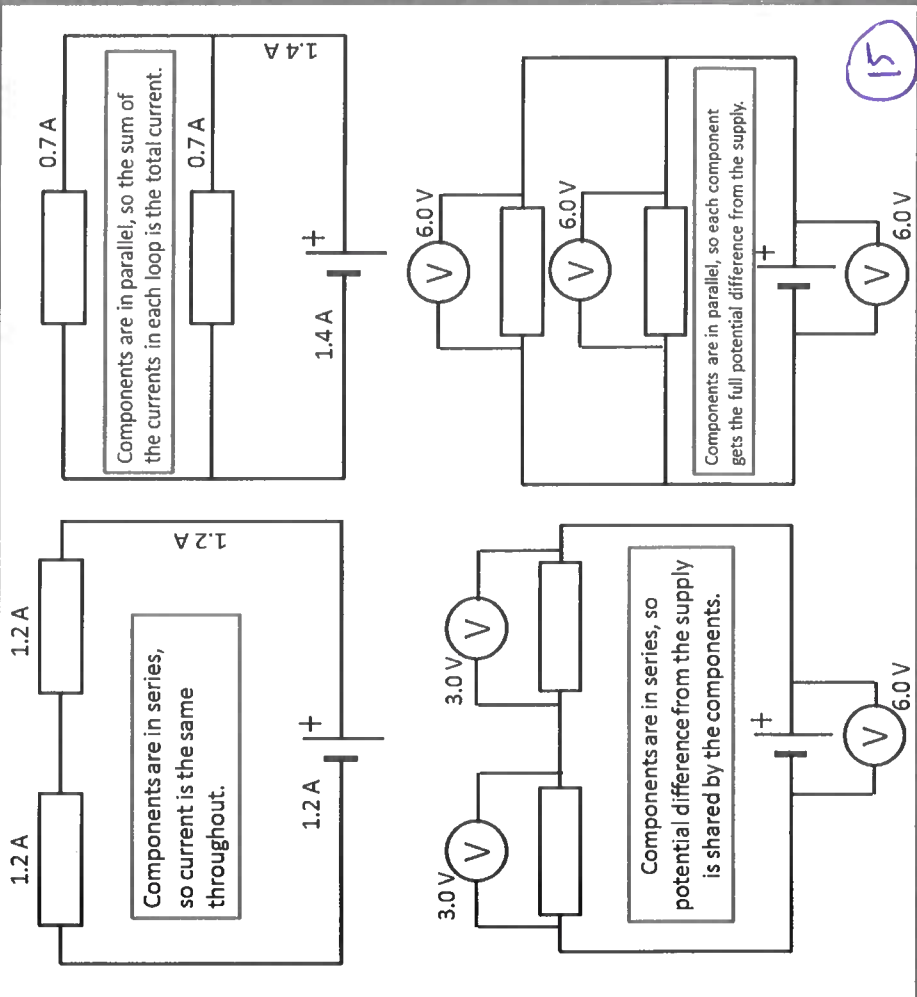 1.2 A
1.2 A
1.2 A
Components are in series,
so current is the same
throughout.
1.2 A
+
0.7 A
1.4 A
Components are in parallel, so the sum of
the currents in each loop is the total current.
0.7 A
1.4 A
+
3.0 V
V
3.0 V
V
Components are in series, so
potential difference from the supply
is shared by the components.
+
V
6.0 V
6.0 V
V
6.0 V
V
Components are in parallel, so each component
gets the full potential difference from the supply.
+
V
6.0 V
15